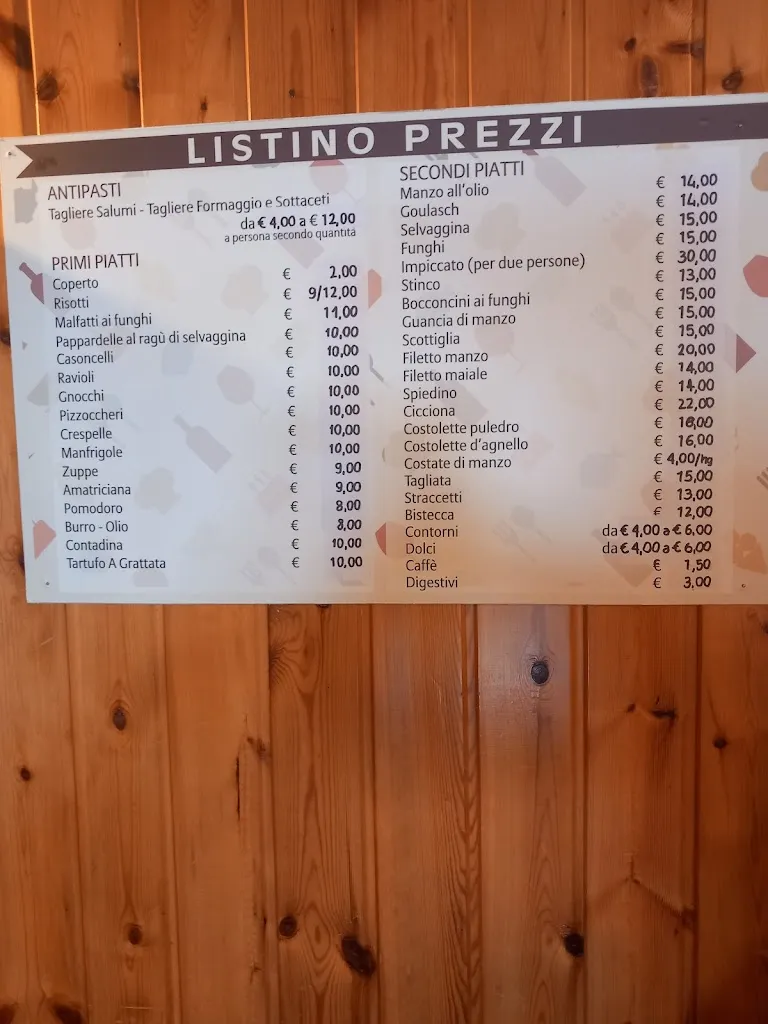 LISTINO PREZZI
ANTIPASTI
Tagliere Salumi - Tagliere Formaggio e Sottaceti
da € 4,00 a € 12,00
a persona secondo quantità
PRIMI PIATTI
Coperto € 2,00
Risotti € 9/12,00
Malfatti ai funghi € 11,00
Pappardelle al ragù di selvaggina € 10,00
Casoncelli € 10,00
Ravioli € 10,00
Gnocchi € 10,00
Pizzoccheri € 10,00
Crespelle € 10,00
Manfrigole € 10,00
Zuppe € 9,00
Amatriciana € 9,00
Pomodoro € 8,00
Burro - Olio € 8,00
Contadina € 10,00
Tartufo A Grattata € 10,00
SECONDI PIATTI
Manzo all'olio € 14,00
Goulasch € 14,00
Selvaggina € 15,00
Funghi € 15,00
Impiccato (per due persone) € 30,00
Stinco € 13,00
Bocconcini ai funghi € 15,00
Guancia di manzo € 15,00
Scottiglia € 15,00
Filetto manzo € 20,00
Filetto maiale € 14,00
Spiedino € 14,00
Cicciona € 22,00
Costolette puledro € 16,00
Costolette d'agnello € 16,00
Costate di manzo € 4,00/hg
Tagliata € 15,00
Straccetti € 13,00
Bistecca € 12,00
Contorni da € 4,00 a € 6,00
Dolci da € 4,00 a € 6,00
Caffè € 1,50
Digestivi € 3,00